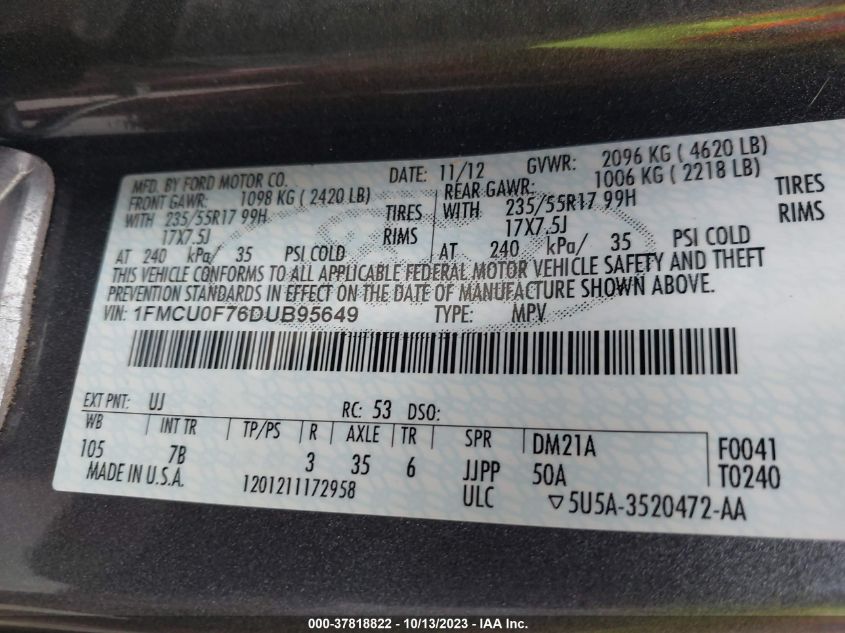 MFD. BY FORD MOTOR CO. DATE: 11/12 GVWR: 2096 KG ( 4620 LB)
FRONT GAWR: 1098 KG ( 2420 LB) REAR GAWR: 1006 KG ( 2218 LB)
WITH 235/55R17 99H TIRES WITH 235/55R17 99H TIRES
17X7.5J RIMS 17X7.5J RIMS
AT 240 kPa/ 35 PSI COLD AT 240 kPa/ 35 PSI COLD
THIS VEHICLE CONFORMS TO ALL APPLICABLE FEDERAL MOTOR VEHICLE SAFETY AND THEFT
PREVENTION STANDARDS IN EFFECT ON THE DATE OF MANUFACTURE SHOWN ABOVE.
VIN: 1FMCU0F76DUB95649 TYPE: MPV
EXT PNT: UJ RC: 53 DSO:
WB INT TR TP/PS R AXLE TR SPR DM21A F0041
105 7B 3 35 6 JJPP 50A T0240
MADE IN U.S.A. 1201211172958 ULC ▽5U5A-3520472-AA
000-37818822 - 10/13/2023 - IAA Inc.